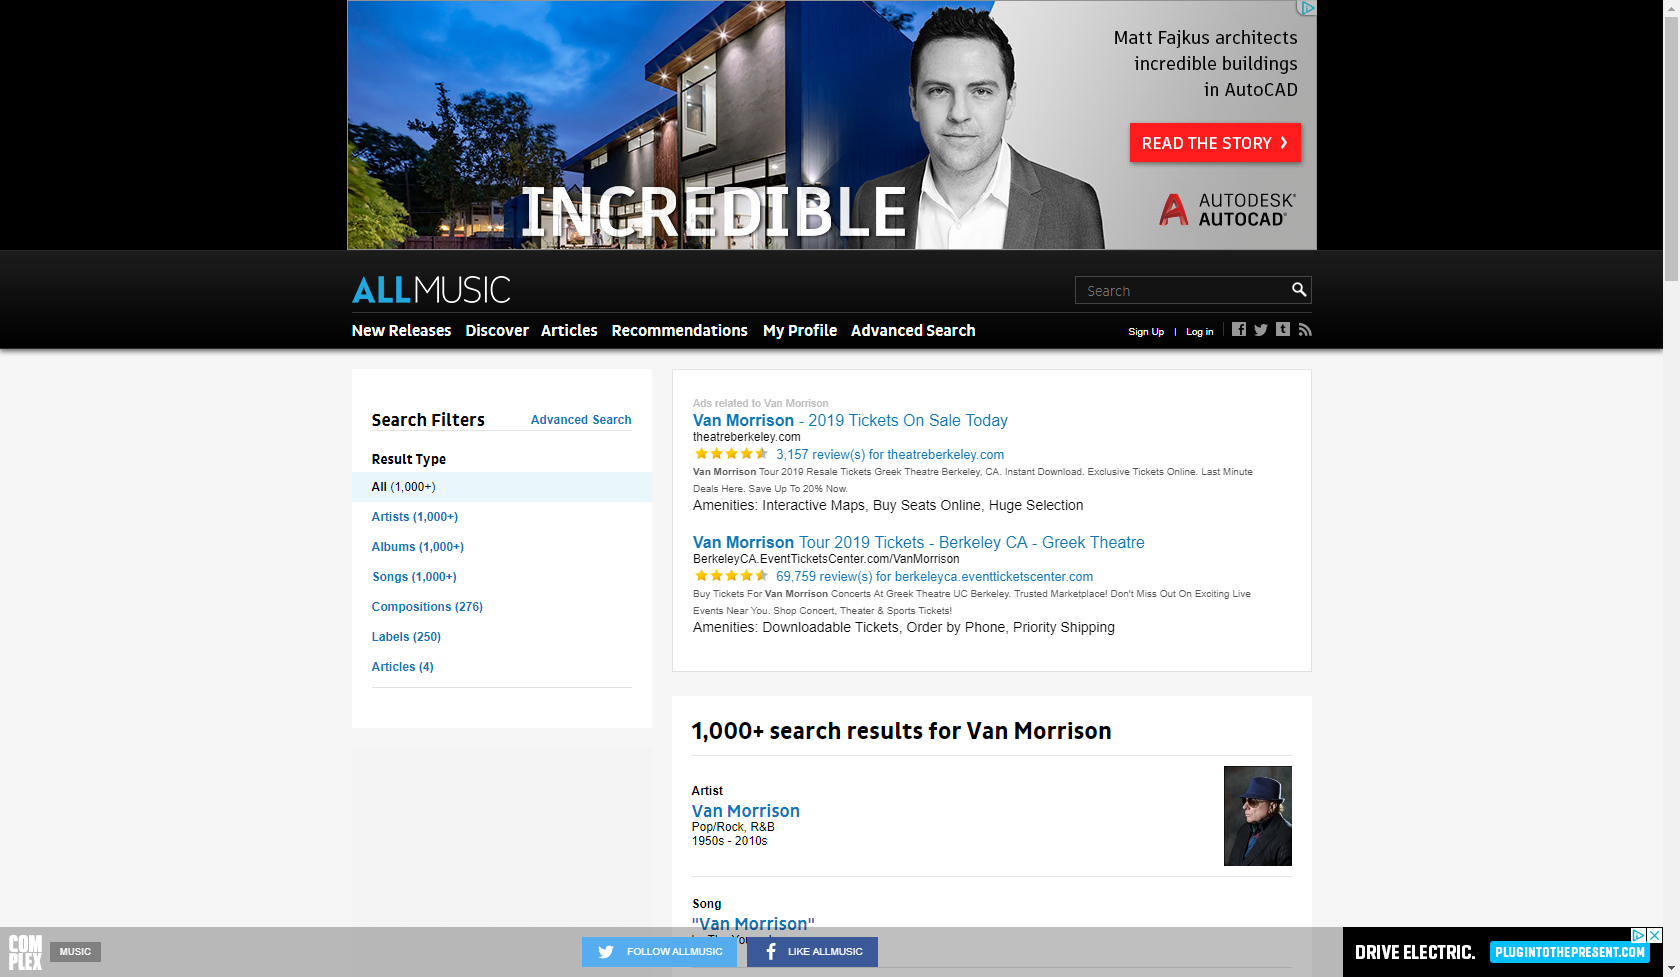 Matt Fajkus architects
incredible buildings
in AutoCAD
READ THE STORY
INCREDIBLE
AUTODESK®
AUTOCAD®
ALLMUSIC
Search
New Releases Discover Articles Recommendations My Profile Advanced Search
Sign Up | Log in
Search Filters Advanced Search
Result Type
All (1,000+)
Artists (1,000+)
Albums (1,000+)
Songs (1,000+)
Compositions (276)
Labels (250)
Articles (4)
Ads related to Van Morrison
Van Morrison - 2019 Tickets On Sale Today
theatreberkeley.com
3,157 review(s) for theatreberkeley.com
Van Morrison Tour 2019 Resale Tickets Greek Theatre Berkeley, CA. Instant Download. Exclusive Tickets Online. Last Minute
Deals Here. Save Up To 20% Now.
Amenities: Interactive Maps, Buy Seats Online, Huge Selection
Van Morrison Tour 2019 Tickets - Berkeley CA - Greek Theatre
BerkeleyCA.EventTicketsCenter.com/VanMorrison
69,759 review(s) for berkeleyca.eventticketscenter.com
Buy Tickets For Van Morrison Concerts At Greek Theatre UC Berkeley. Trusted Marketplace! Don't Miss Out On Exciting Live
Events Near You. Shop Concert, Theater & Sports Tickets!
Amenities: Downloadable Tickets, Order by Phone, Priority Shipping
1,000+ search results for Van Morrison
Artist
Van Morrison
Pop/Rock, R&B
1950s - 2010s
Song
"Van Morrison"
COMPLEX
MUSIC
FOLLOW ALLMUSIC
LIKE ALLMUSIC
DRIVE ELECTRIC.
PLUGINTOTHEPRESENT.COM